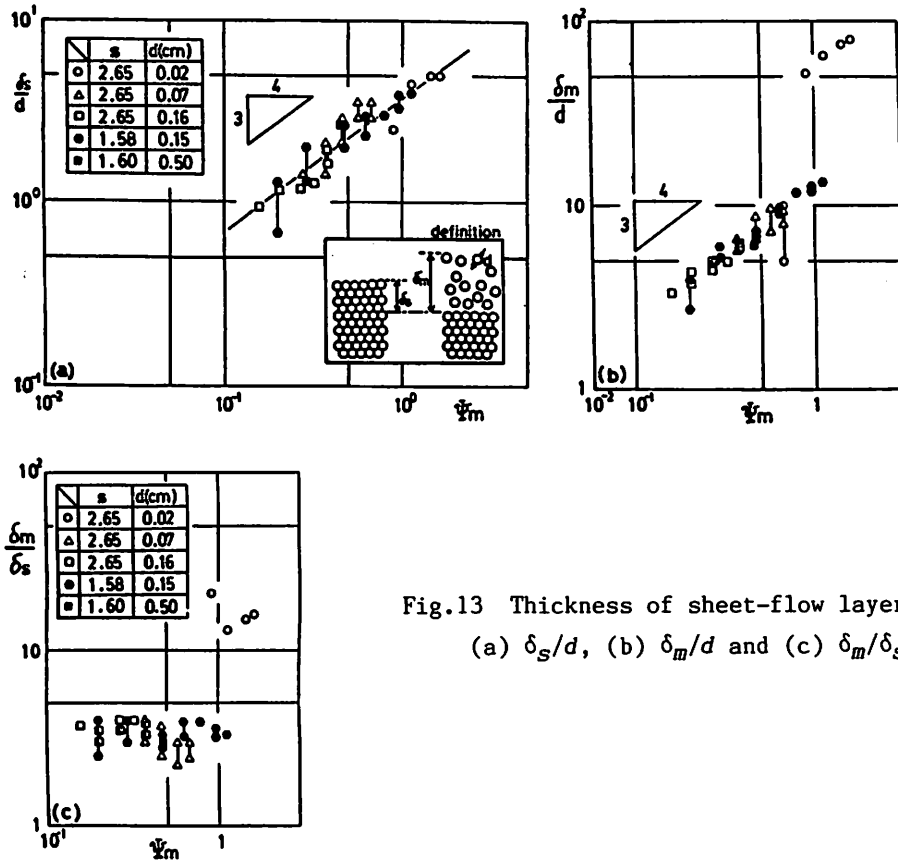 10¹
δs
d
s d(cm)
2.65 0.02
2.65 0.07
2.65 0.16
1.58 0.15
1.60 0.50
4
3
10⁰
definition
δm
δs
10⁻¹
(a)
10⁻² 10⁻¹ 10⁰
Ψm
10²
δm
d
10
4
3
1
(b)
10⁻² 10⁻¹ 1
Ψm
10²
δm
δs
s d(cm)
2.65 0.02
2.65 0.07
2.65 0.16
1.58 0.15
1.60 0.50
10
1
(c)
10⁻¹ 1
Ψm
Fig.13 Thickness of sheet-flow layer
(a) δs/d, (b) δm/d and (c) δm/δs